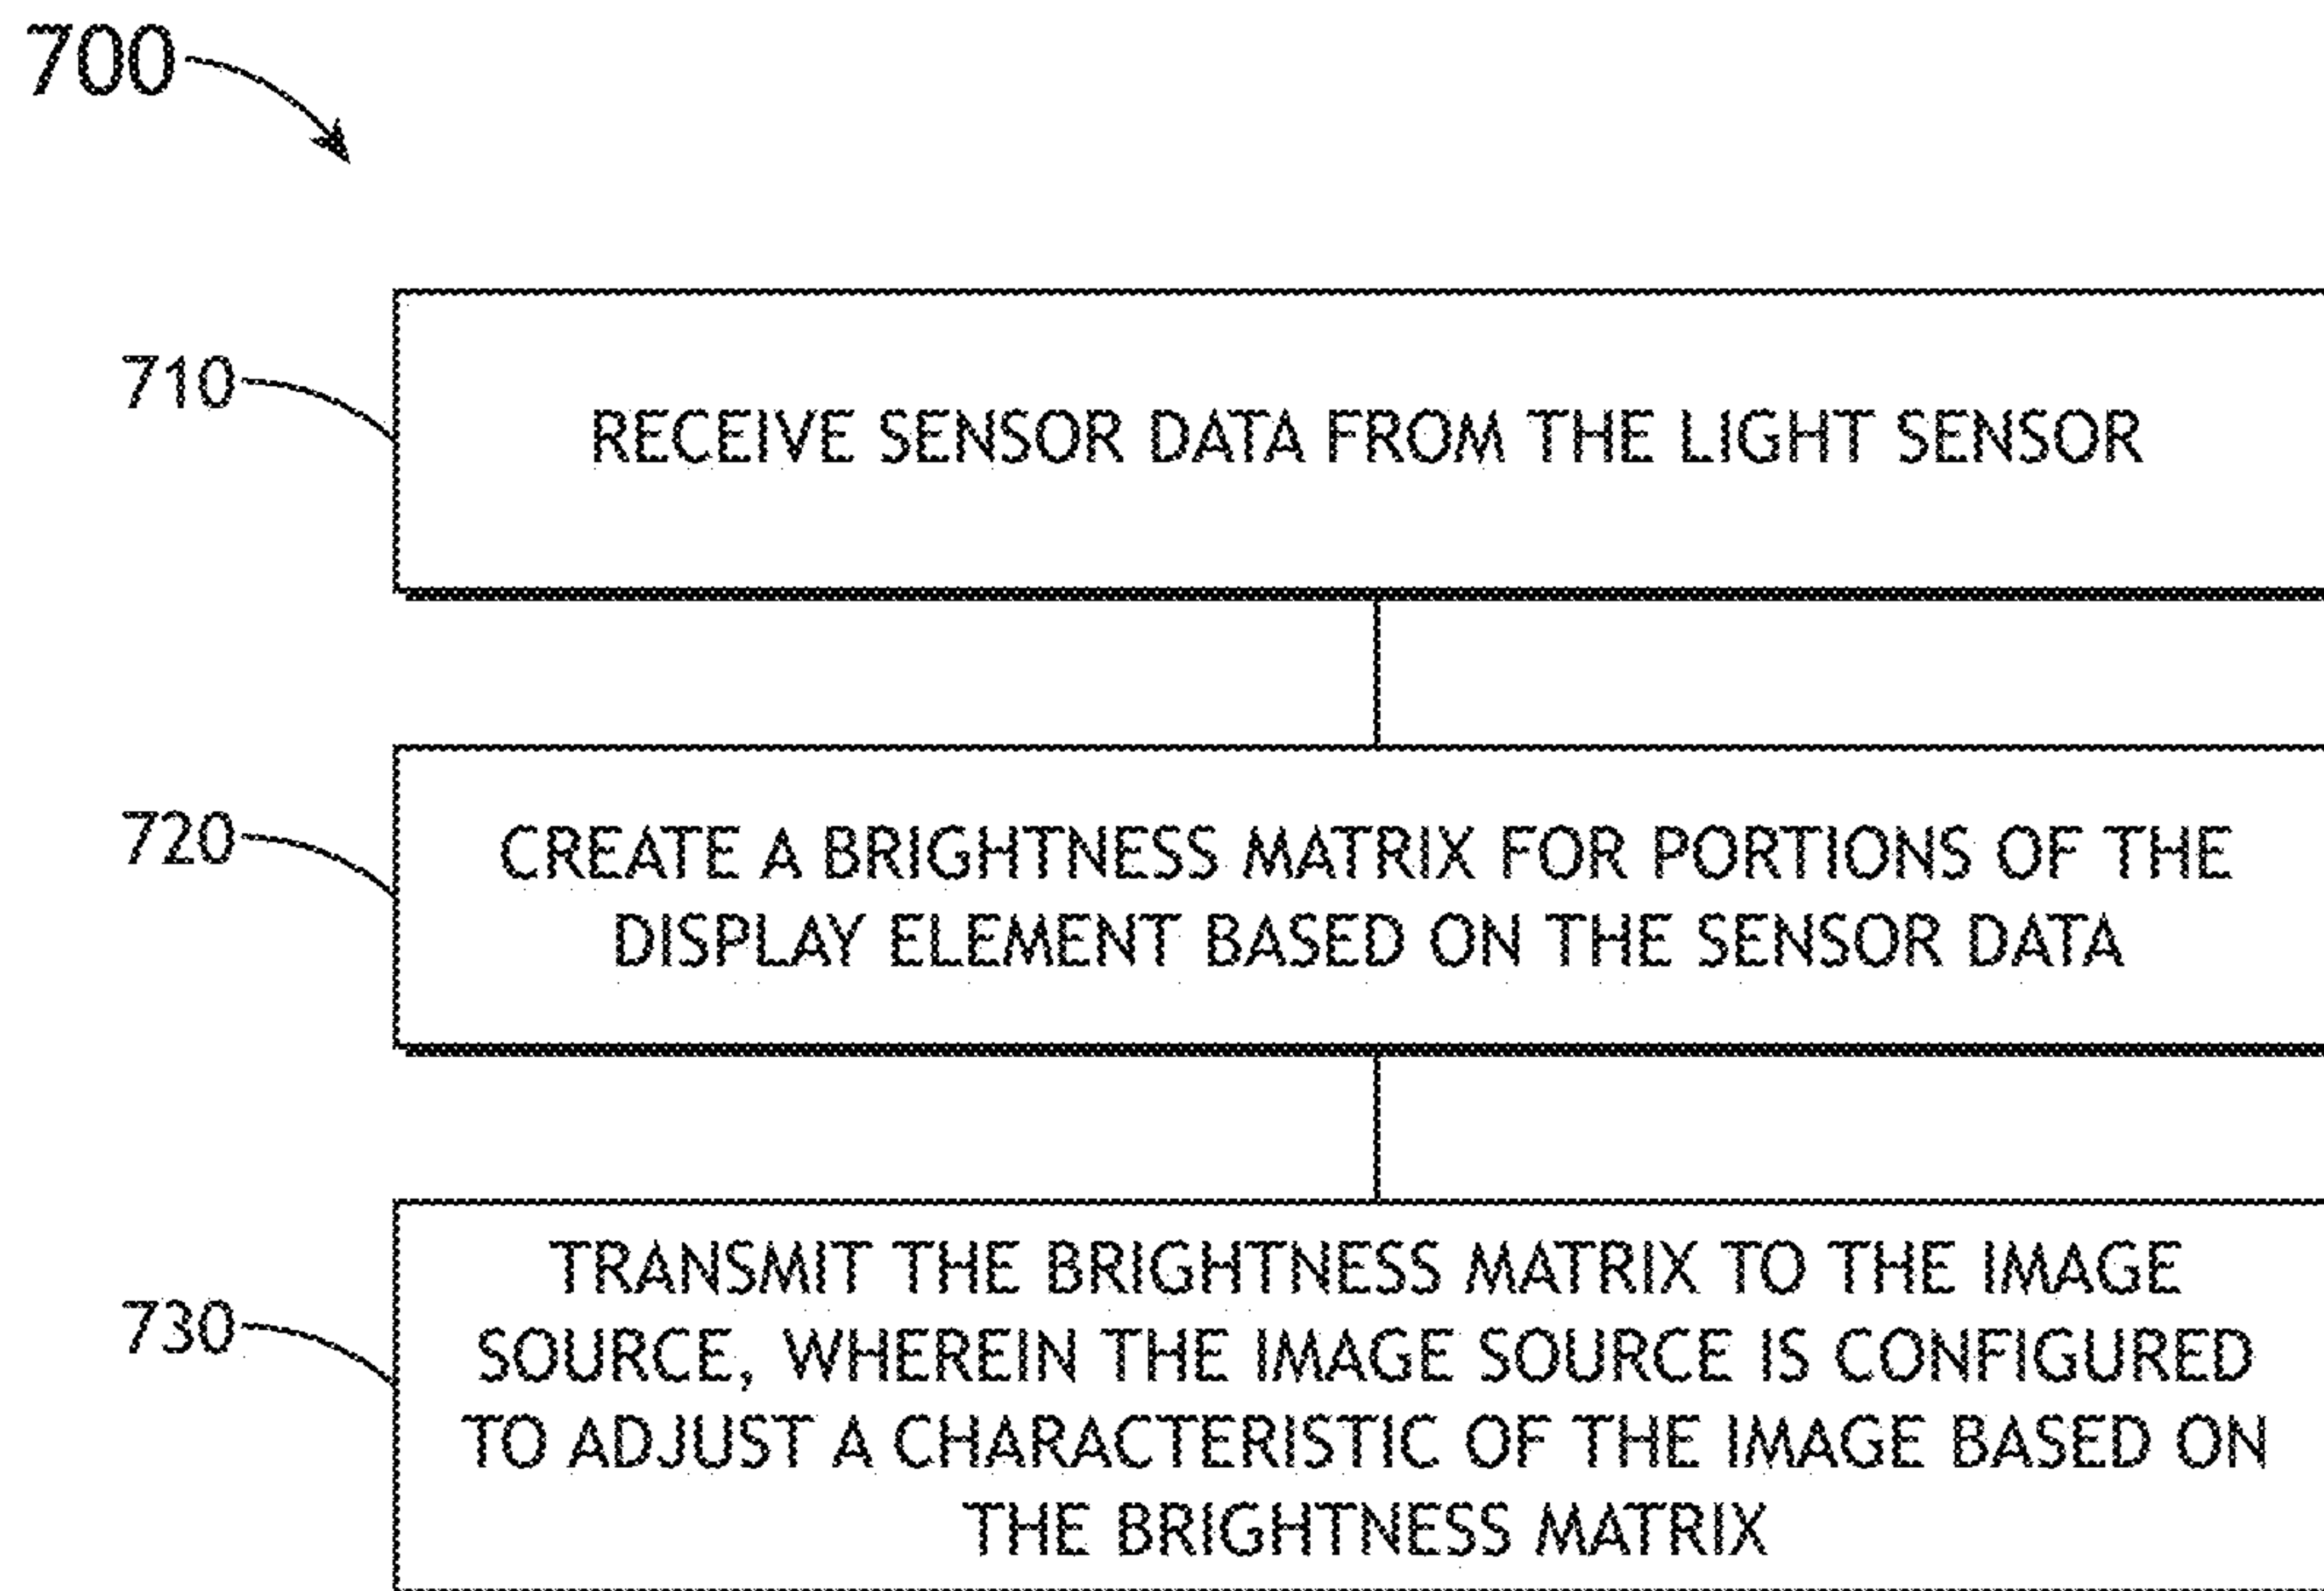 700
710
RECEIVE SENSOR DATA FROM THE LIGHT SENSOR
720
CREATE A BRIGHTNESS MATRIX FOR PORTIONS OF THE
DISPLAY ELEMENT BASED ON THE SENSOR DATA
730
TRANSMIT THE BRIGHTNESS MATRIX TO THE IMAGE
SOURCE, WHEREIN THE IMAGE SOURCE IS CONFIGURED
TO ADJUST A CHARACTERISTIC OF THE IMAGE BASED ON
THE BRIGHTNESS MATRIX